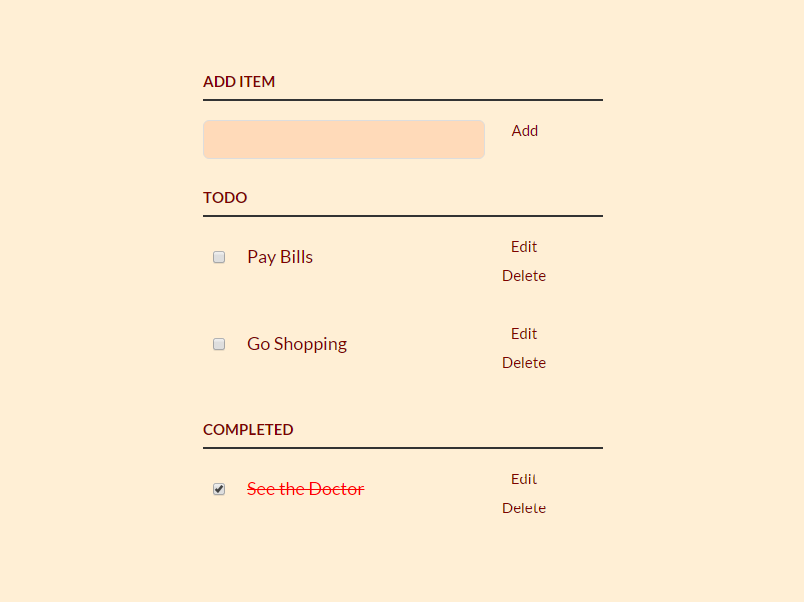 ADD ITEM
Add
TODO
Pay Bills
Edit
Delete
Go Shopping
Edit
Delete
COMPLETED
See the Doctor
Edit
Delete